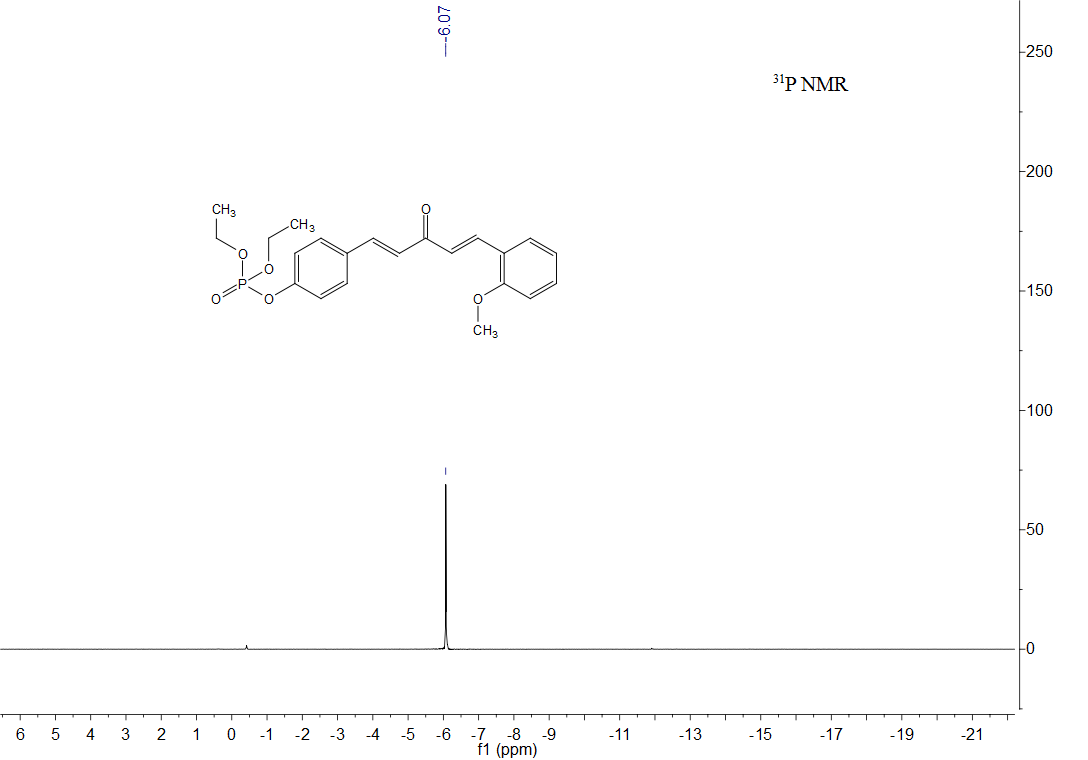 —-6.07
³¹P NMR
CH₃
CH₃
O
O
O
P
O
O
O
CH₃
250
200
150
100
50
0
6 5 4 3 2 1 0 -1 -2 -3 -4 -5 -6 -7 -8 -9 -11 -13 -15 -17 -19 -21
f1 (ppm)